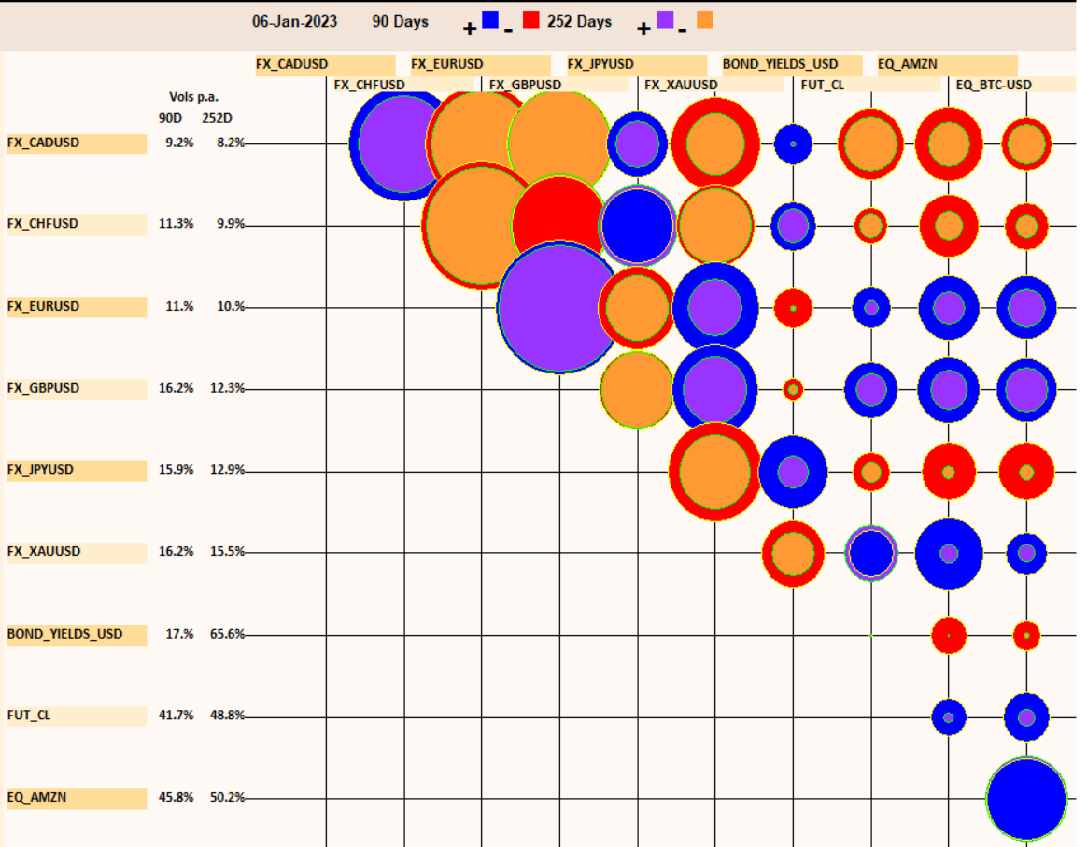 06-Jan-2023 90 Days + - 252 Days + -
FX_CADUSD FX_EURUSD FX_JPYUSD BOND_YIELDS_USD EQ_AMZN
FX_CHFUSD FX_GBPUSD FX_XAUUSD FUT_CL EQ_BTC-USD
Vols p.a.
90D 252D
FX_CADUSD 9.2% 8.2%
FX_CHFUSD 11.3% 9.9%
FX_EURUSD 11.% 10.%
FX_GBPUSD 16.2% 12.3%
FX_JPYUSD 15.9% 12.9%
FX_XAUUSD 16.2% 15.5%
BOND_YIELDS_USD 17.% 65.6%
FUT_CL 41.7% 48.8%
EQ_AMZN 45.8% 50.2%